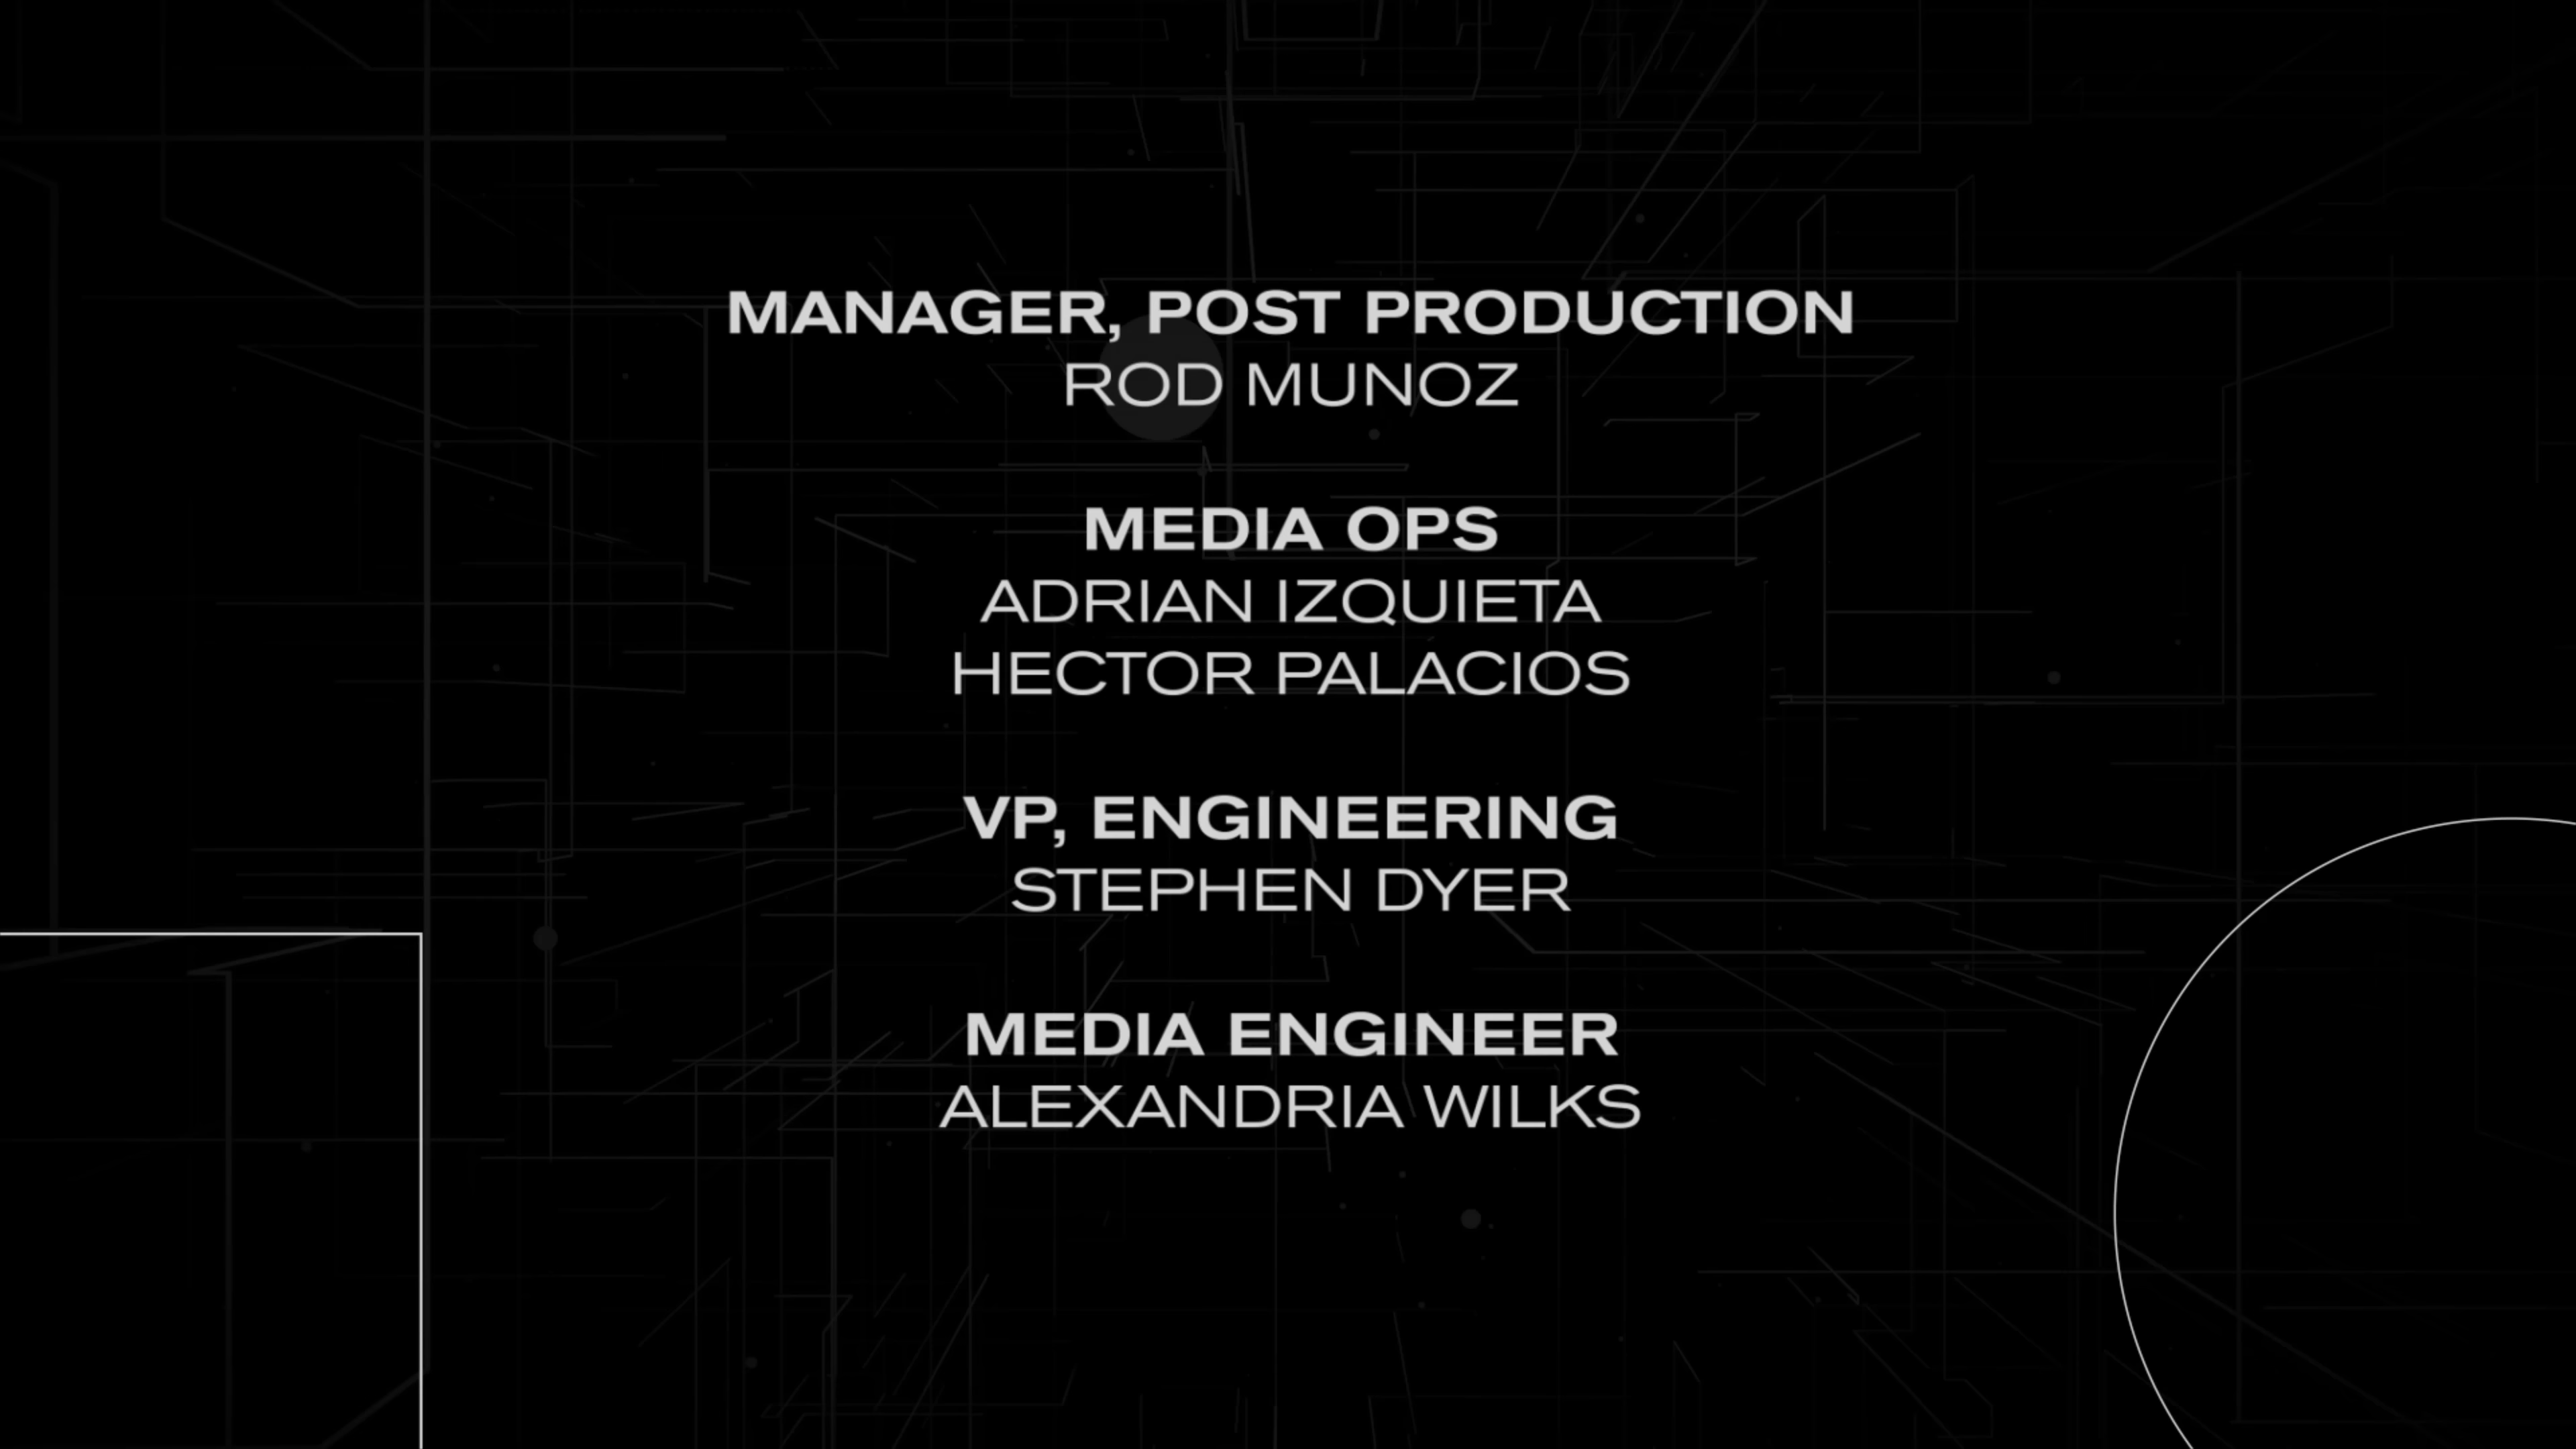 MANAGER, POST PRODUCTION
ROD MUNOZ
MEDIA OPS
ADRIAN IZQUIETA
HECTOR PALACIOS
VP, ENGINEERING
STEPHEN DYER
MEDIA ENGINEER
ALEXANDRIA WILKS